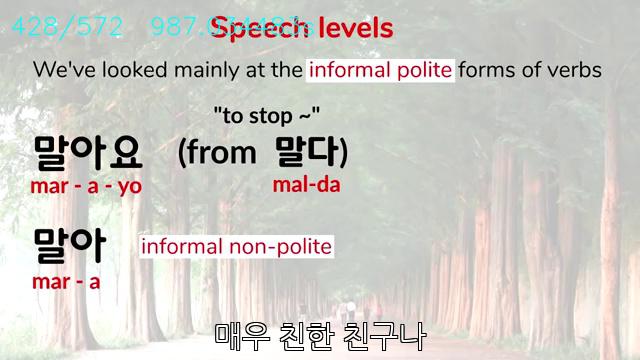 428/572 987.034483s
Speech levels
We've looked mainly at the informal polite forms of verbs
"to stop ~"
말아요 (from 말다)
mar - a - yo mal-da
말아 informal non-polite
mar - a
매우 친한 친구나